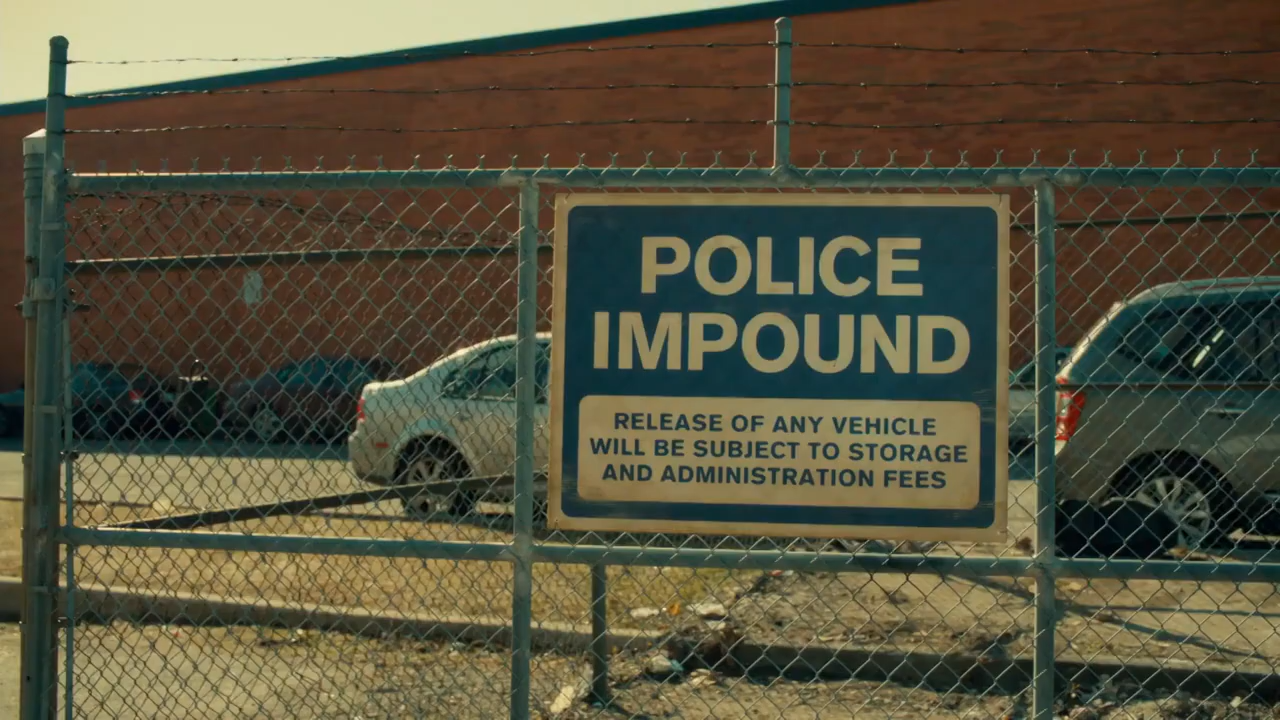 POLICE
IMPOUND
RELEASE OF ANY VEHICLE
WILL BE SUBJECT TO STORAGE
AND ADMINISTRATION FEES